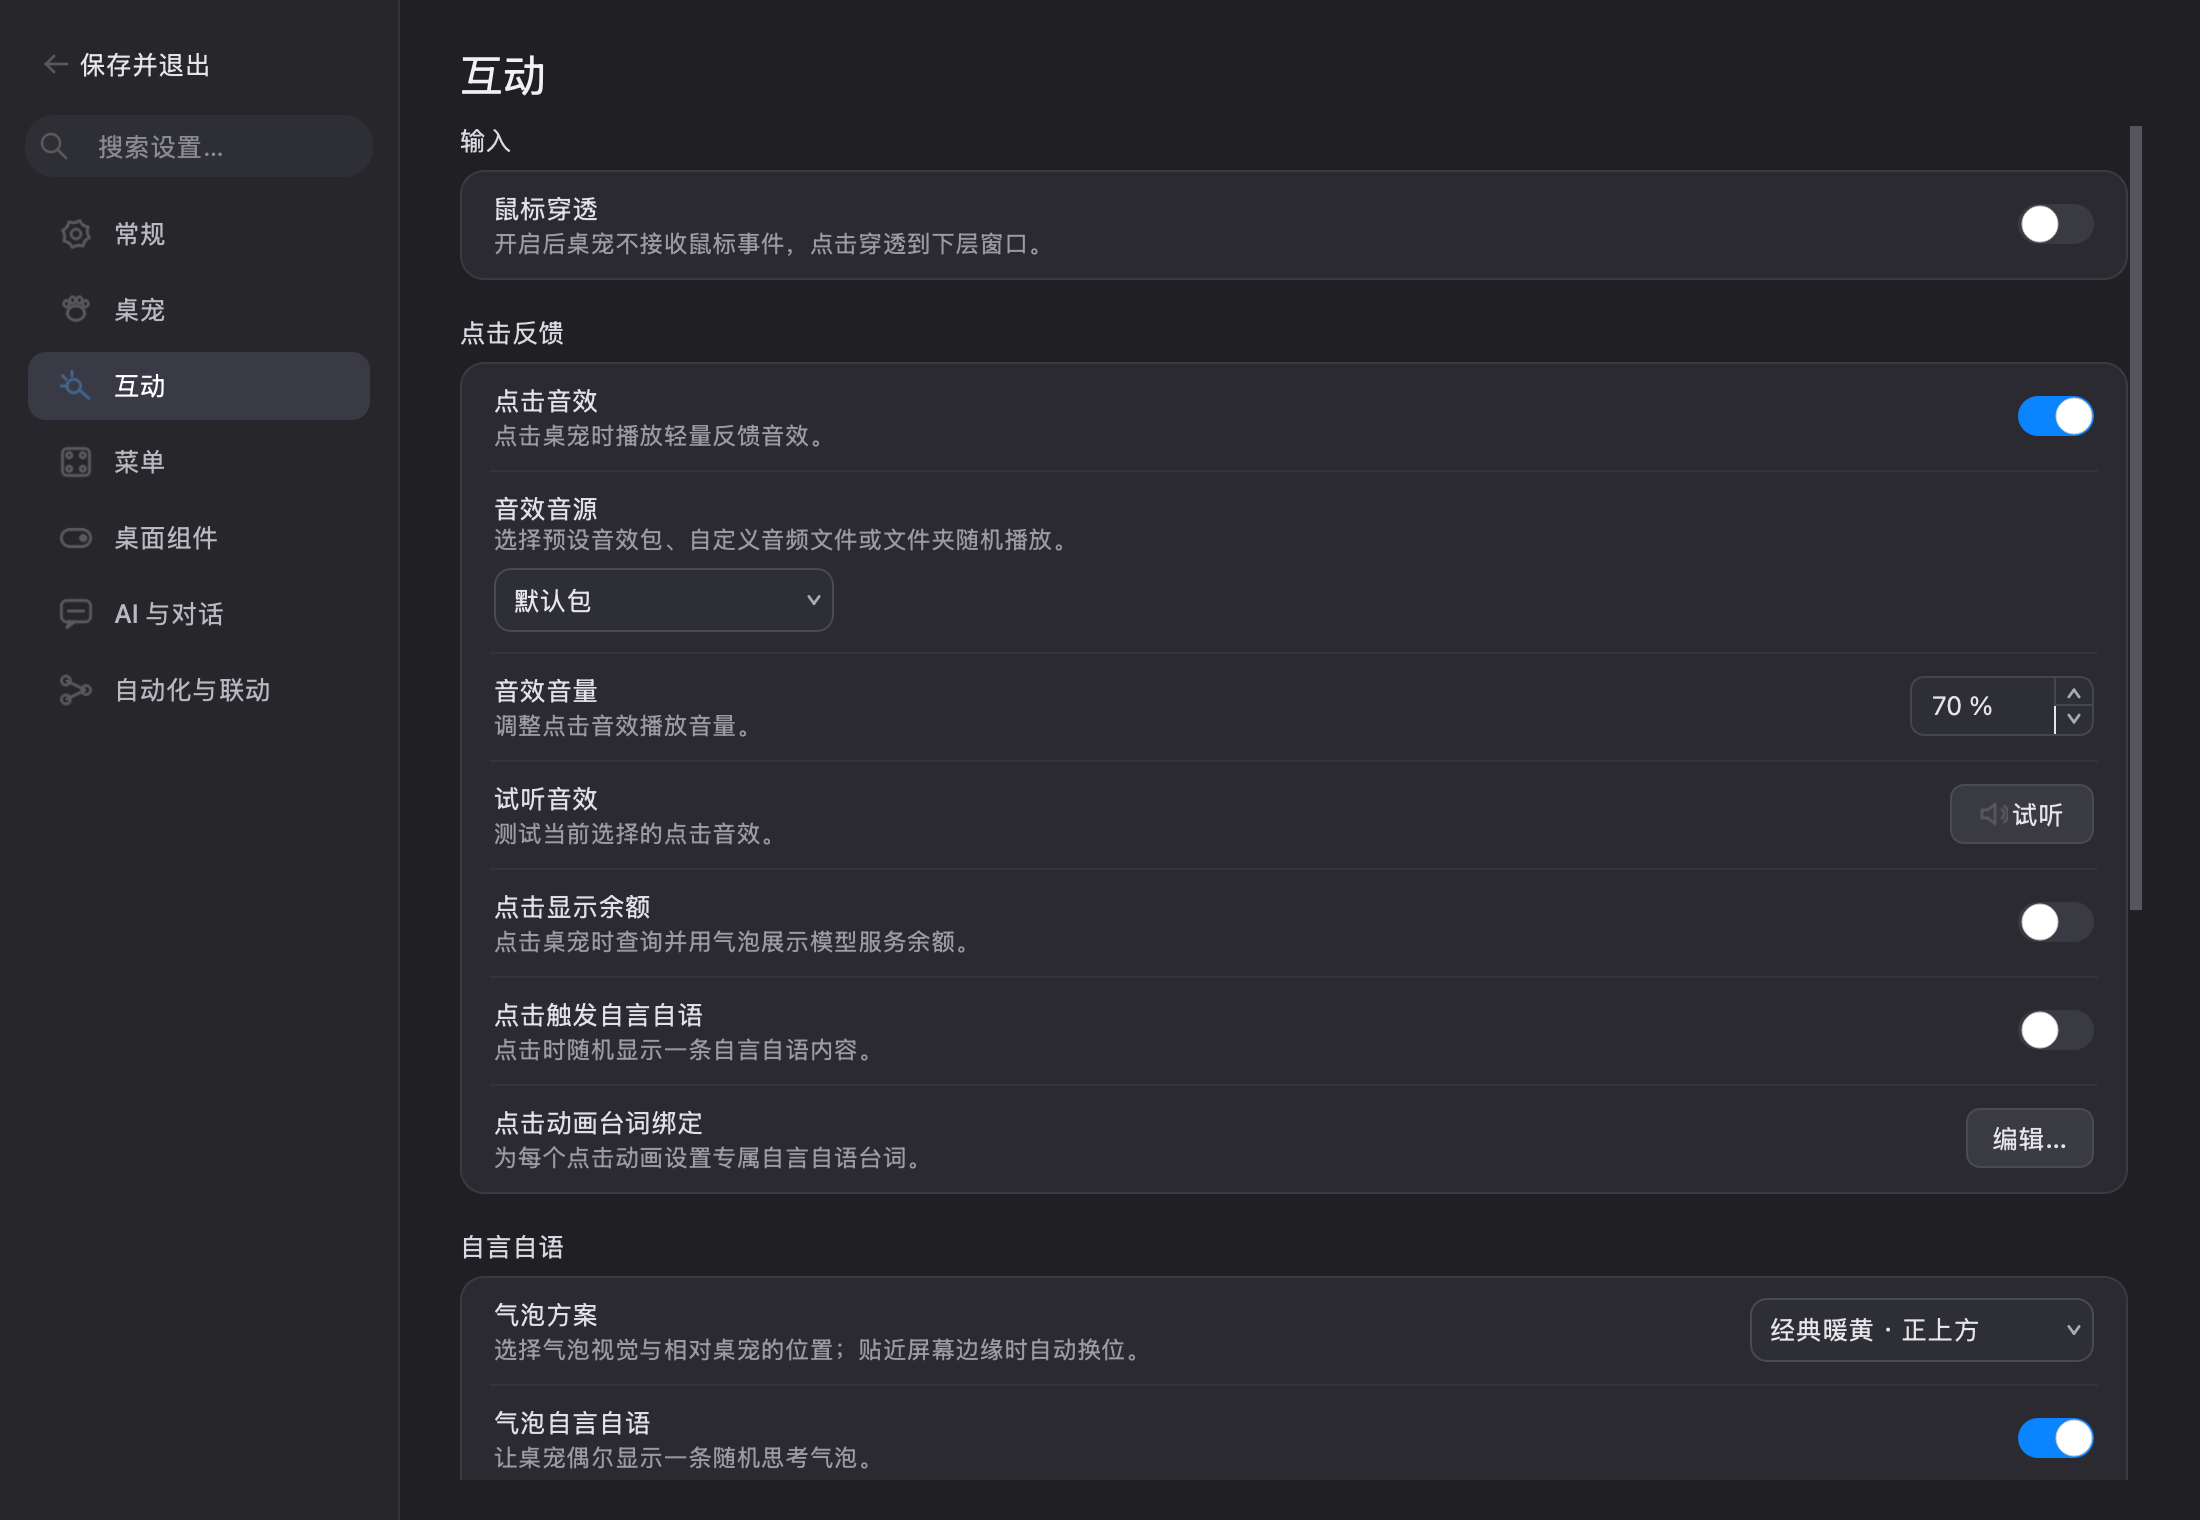 保存并退出
搜索设置...
常规
桌宠
互动
菜单
桌面组件
AI 与对话
自动化与联动
互动
输入
鼠标穿透
开启后桌宠不接收鼠标事件，点击穿透到下层窗口。
点击反馈
点击音效
点击桌宠时播放轻量反馈音效。
音效音源
选择预设音效包、自定义音频文件或文件夹随机播放。
默认包
音效音量
调整点击音效播放音量。
70 %
试听音效
测试当前选择的点击音效。
试听
点击显示余额
点击桌宠时查询并用气泡展示模型服务余额。
点击触发自言自语
点击时随机显示一条自言自语内容。
点击动画台词绑定
为每个点击动画设置专属自言自语台词。
编辑...
自言自语
气泡方案
选择气泡视觉与相对桌宠的位置；贴近屏幕边缘时自动换位。
经典暖黄 · 正上方
气泡自言自语
让桌宠偶尔显示一条随机思考气泡。